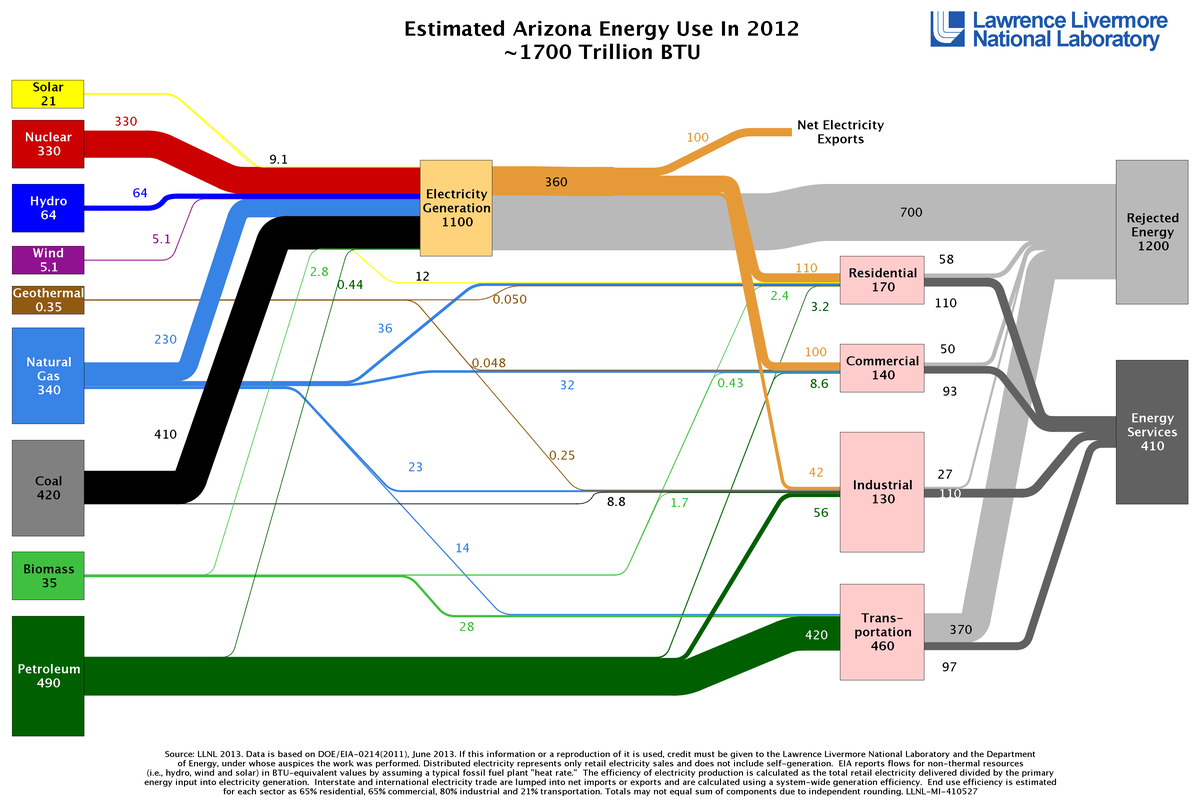 Estimated Arizona Energy Use In 2012
~1700 Trillion BTU
Lawrence Livermore
National Laboratory
Solar
21
Nuclear
330
Hydro
64
Wind
5.1
Geothermal
0.35
Natural
Gas
340
Coal
420
Biomass
35
Petroleum
490
330
9.1
64
5.1
2.8
0.44
12
0.050
230
36
0.048
32
410
0.25
23
8.8
1.7
14
28
Electricity
Generation
1100
360
100
Net Electricity
Exports
700
110
2.4
3.2
100
0.43
8.6
42
56
420
Residential
170
Commercial
140
Industrial
130
Trans-
portation
460
58
110
50
93
27
110
370
97
Rejected
Energy
1200
Energy
Services
410
Source: LLNL 2013. Data is based on DOE/EIA-0214(2011), June 2013. If this information or a reproduction of it is used, credit must be given to the Lawrence Livermore National Laboratory and the Department
of Energy, under whose auspices the work was performed. Distributed electricity represents only retail electricity sales and does not include self-generation. EIA reports flows for non-thermal resources
(i.e., hydro, wind and solar) in BTU-equivalent values by assuming a typical fossil fuel plant "heat rate." The efficiency of electricity production is calculated as the total retail electricity delivered divided by the primary
energy input into electricity generation. Interstate and international electricity trade are lumped into net imports or exports and are calculated using a system-wide generation efficiency. End use efficiency is estimated
for each sector as 65% residential, 65% commercial, 80% industrial and 21% transportation. Totals may not equal sum of components due to independent rounding. LLNL-MI-410527